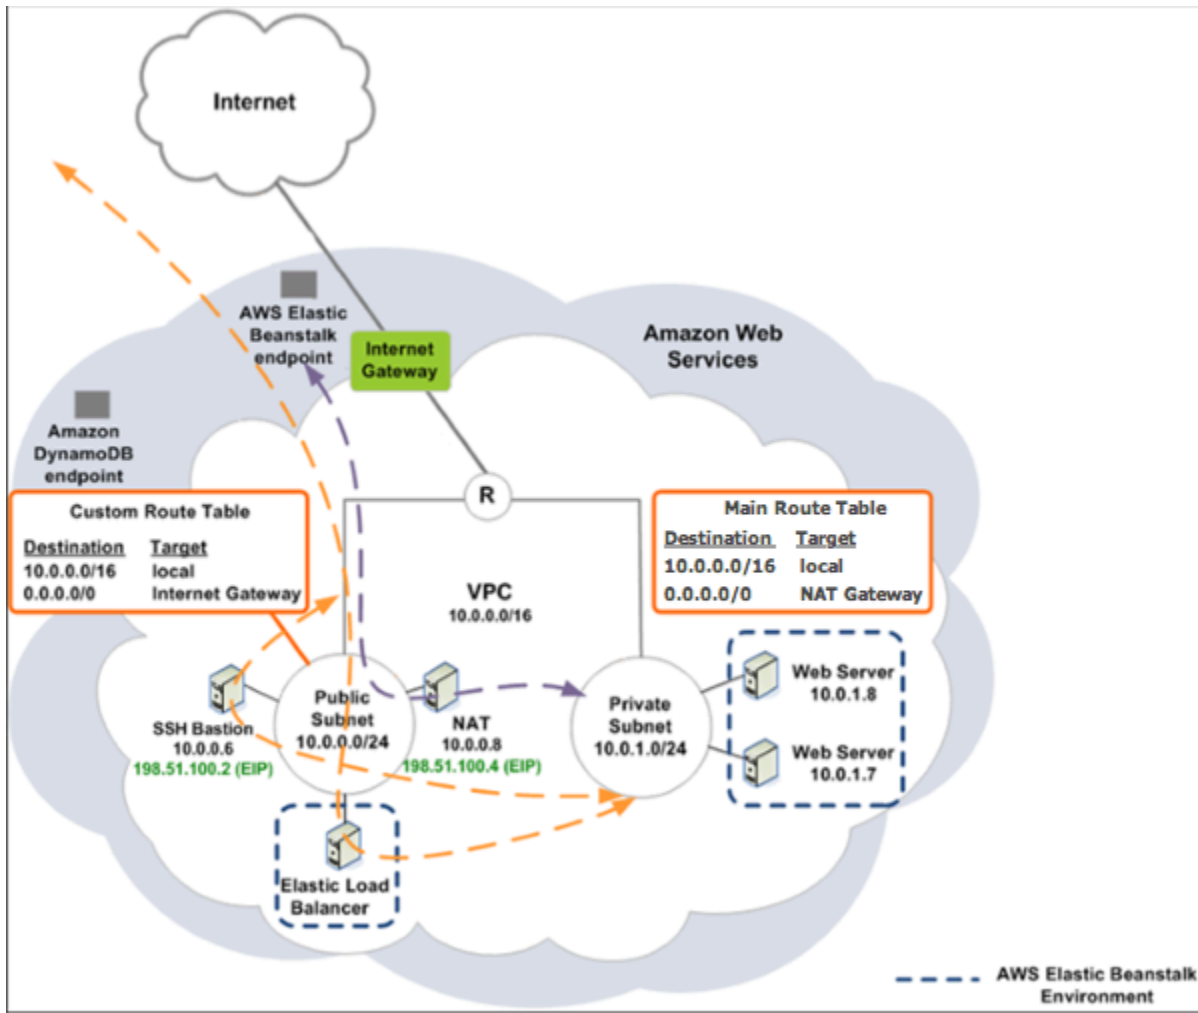 Internet
AWS Elastic
Beanstalk
endpoint
Internet
Gateway
Amazon Web
Services
Amazon
DynamoDB
endpoint
R
Custom Route Table
Destination Target
10.0.0.0/16 local
0.0.0.0/0 Internet Gateway
Main Route Table
Destination Target
10.0.0.0/16 local
0.0.0.0/0 NAT Gateway
VPC
10.0.0.0/16
SSH Bastion
10.0.0.6
198.51.100.2 (EIP)
Public
Subnet
10.0.0.0/24
NAT
10.0.0.8
198.51.100.4 (EIP)
Private
Subnet
10.0.1.0/24
Web Server
10.0.1.8
Web Server
10.0.1.7
Elastic Load
Balancer
AWS Elastic Beanstalk
Environment